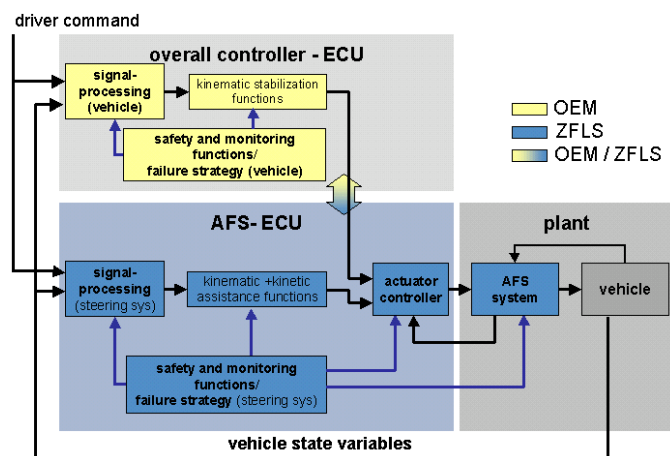 driver command
overall controller - ECU
signal-
processing
(vehicle)
kinematic stabilization
functions
safety and monitoring
functions/
failure strategy (vehicle)
OEM
ZFLS
OEM / ZFLS
AFS- ECU
plant
signal-
processing
(steering sys)
kinematic +kinetic
assistance functions
actuator
controller
AFS
system
vehicle
safety and monitoring
functions/
failure strategy (steering sys)
vehicle state variables